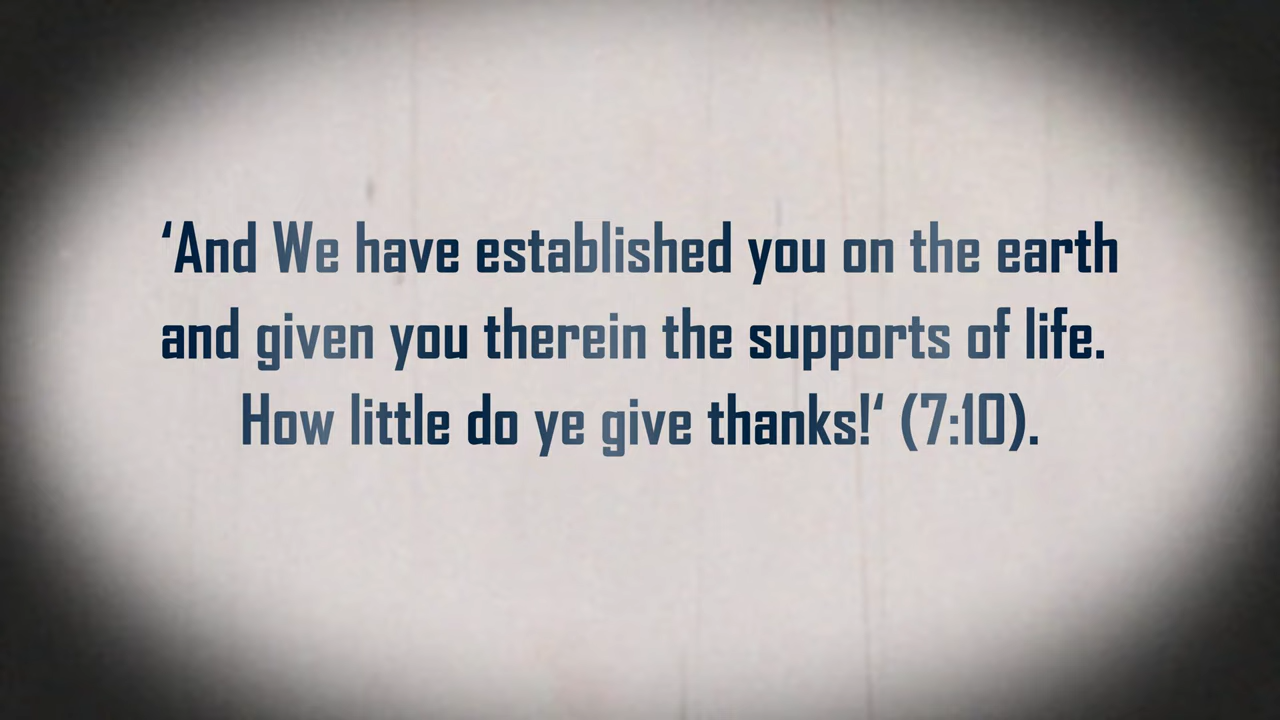 ‘And We have established you on the earth
and given you therein the supports of life.
How little do ye give thanks!‘ (7:10).